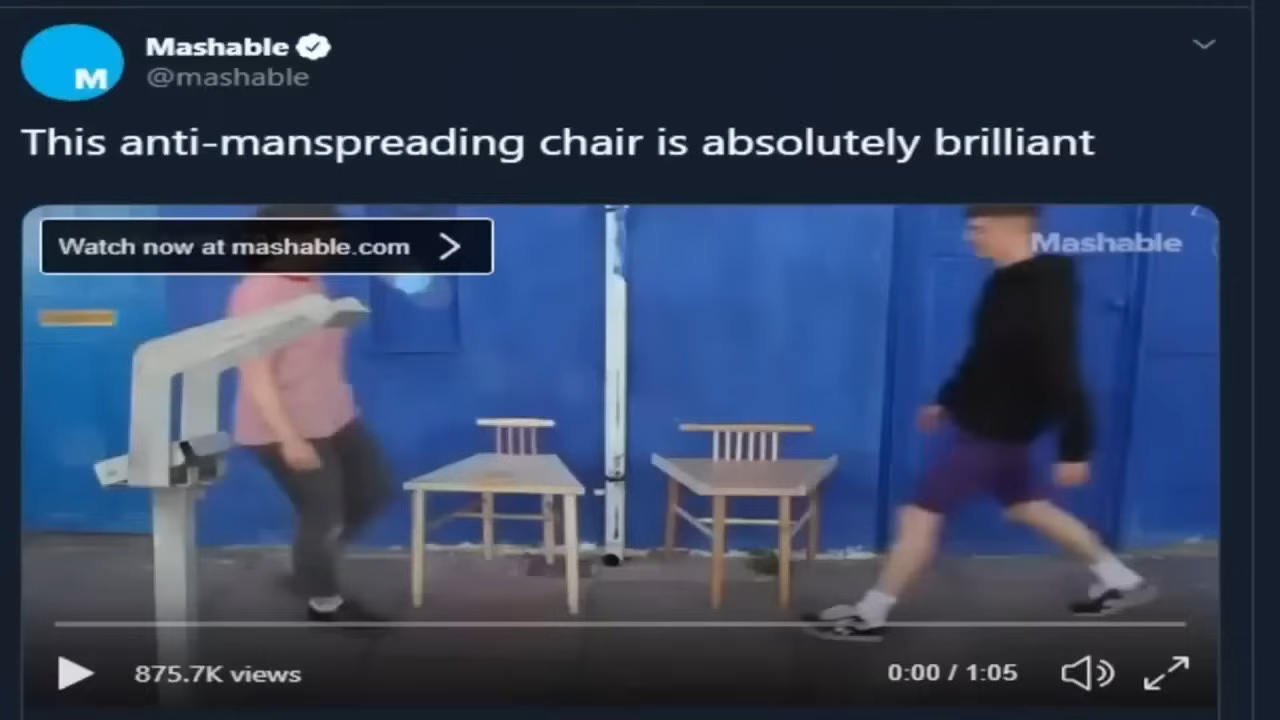 M
Mashable
@mashable
This anti-manspreading chair is absolutely brilliant
Watch now at mashable.com
Mashable
875.7K views
0:00 / 1:05